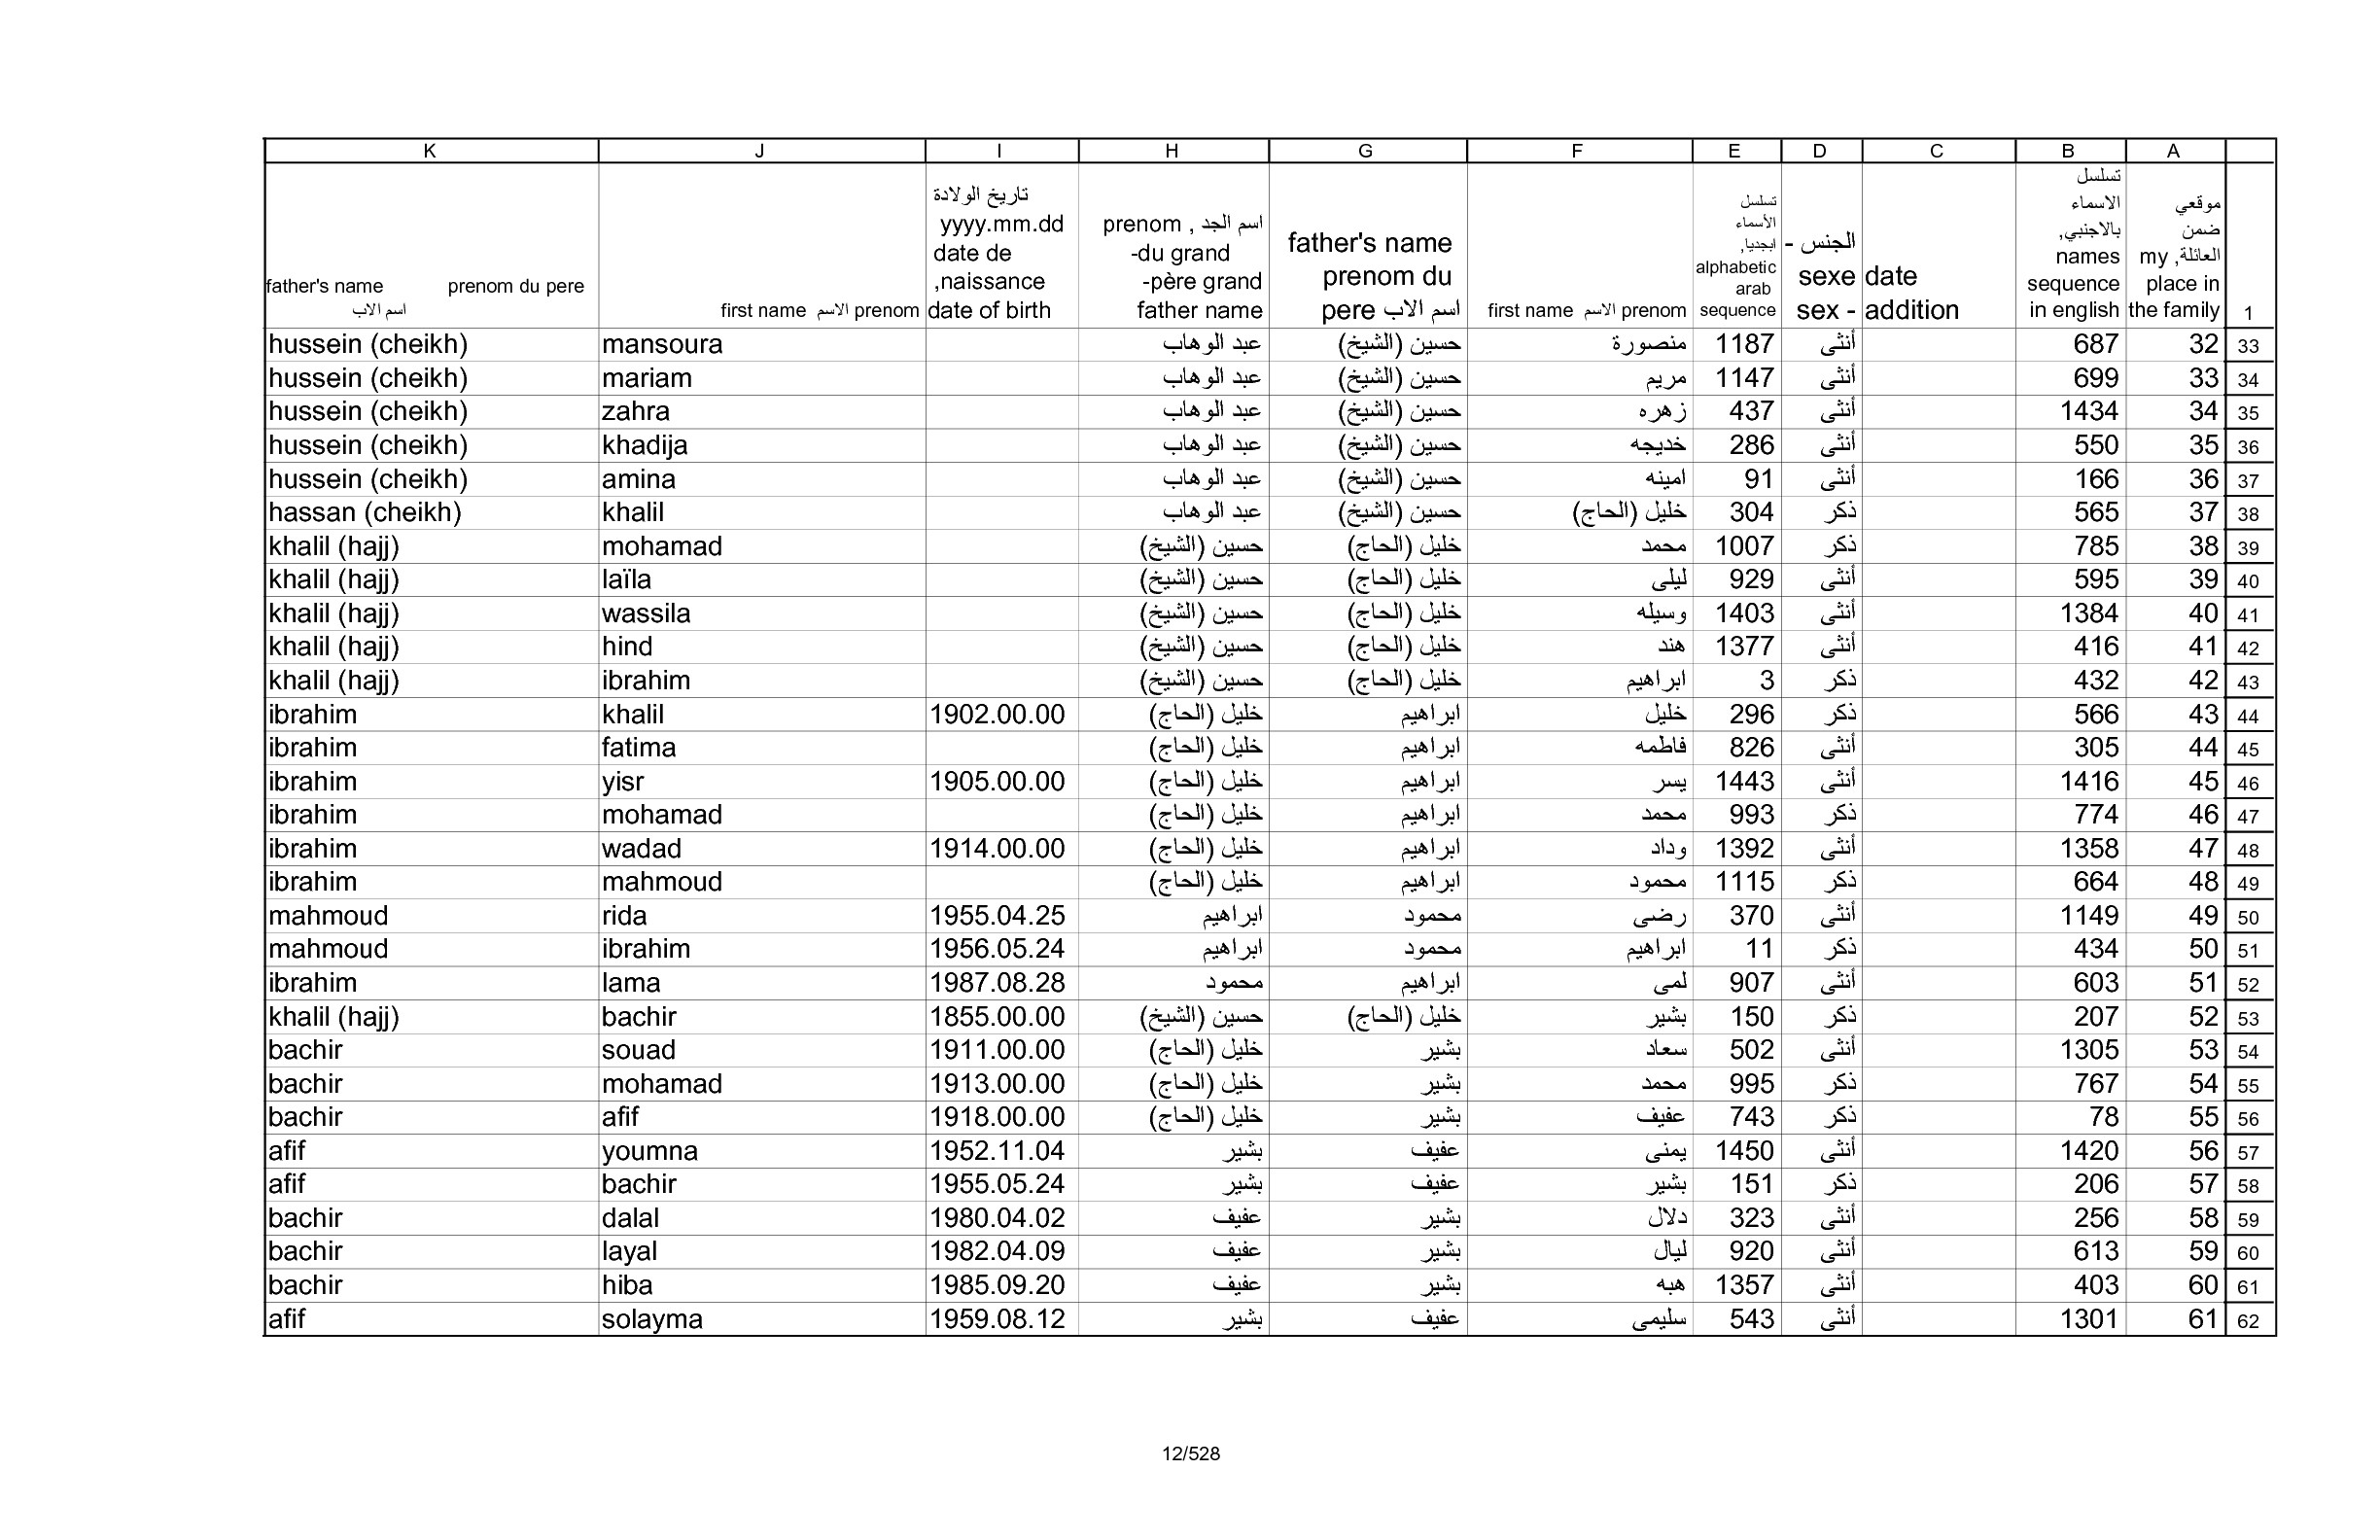 K J I H G F E D C B A
father's name prenom du pere اسم الاب
first name الاسم prenom
تاريخ الولادة yyyy.mm.dd date de ,naissance date of birth
prenom , اسم الجد -du grand -père grand father name
father's name prenom du pere اسم الاب
first name الاسم prenom
تسلسل الأسماء ابجديا, alphabetic arab sequence
الجنس - sexe sex -
date addition
تسلسل الاسماء بالاجنبي, names sequence in english
موقعي ضمن العائلة, my place in the family
1
hussein (cheikh) mansoura عبد الوهاب حسين (الشيخ) منصورة 1187 أنثى 687 32 33
hussein (cheikh) mariam عبد الوهاب حسين (الشيخ) مريم 1147 أنثى 699 33 34
hussein (cheikh) zahra عبد الوهاب حسين (الشيخ) زهره 437 أنثى 1434 34 35
hussein (cheikh) khadija عبد الوهاب حسين (الشيخ) خديجه 286 أنثى 550 35 36
hussein (cheikh) amina عبد الوهاب حسين (الشيخ) امينه 91 أنثى 166 36 37
hassan (cheikh) khalil عبد الوهاب حسين (الشيخ) خليل (الحاج) 304 ذكر 565 37 38
khalil (hajj) mohamad حسين (الشيخ) خليل (الحاج) محمد 1007 ذكر 785 38 39
khalil (hajj) laïla حسين (الشيخ) خليل (الحاج) ليلى 929 أنثى 595 39 40
khalil (hajj) wassila حسين (الشيخ) خليل (الحاج) وسيله 1403 أنثى 1384 40 41
khalil (hajj) hind حسين (الشيخ) خليل (الحاج) هند 1377 أنثى 416 41 42
khalil (hajj) ibrahim حسين (الشيخ) خليل (الحاج) ابراهيم 3 ذكر 432 42 43
ibrahim khalil 1902.00.00 خليل (الحاج) ابراهيم خليل 296 ذكر 566 43 44
ibrahim fatima خليل (الحاج) ابراهيم فاطمه 826 أنثى 305 44 45
ibrahim yisr 1905.00.00 خليل (الحاج) ابراهيم يسر 1443 أنثى 1416 45 46
ibrahim mohamad خليل (الحاج) ابراهيم محمد 993 ذكر 774 46 47
ibrahim wadad 1914.00.00 خليل (الحاج) ابراهيم وداد 1392 أنثى 1358 47 48
ibrahim mahmoud خليل (الحاج) ابراهيم محمود 1115 ذكر 664 48 49
mahmoud rida 1955.04.25 ابراهيم محمود رضى 370 أنثى 1149 49 50
mahmoud ibrahim 1956.05.24 ابراهيم محمود ابراهيم 11 ذكر 434 50 51
ibrahim lama 1987.08.28 محمود ابراهيم لمى 907 أنثى 603 51 52
khalil (hajj) bachir 1855.00.00 حسين (الشيخ) خليل (الحاج) بشير 150 ذكر 207 52 53
bachir souad 1911.00.00 خليل (الحاج) بشير سعاد 502 أنثى 1305 53 54
bachir mohamad 1913.00.00 خليل (الحاج) بشير محمد 995 ذكر 767 54 55
bachir afif 1918.00.00 خليل (الحاج) بشير عفيف 743 ذكر 78 55 56
afif youmna 1952.11.04 بشير عفيف يمنى 1450 أنثى 1420 56 57
afif bachir 1955.05.24 بشير عفيف بشير 151 ذكر 206 57 58
bachir dalal 1980.04.02 عفيف بشير دلال 323 أنثى 256 58 59
bachir layal 1982.04.09 عفيف بشير ليال 920 أنثى 613 59 60
bachir hiba 1985.09.20 عفيف بشير هبه 1357 أنثى 403 60 61
afif solayma 1959.08.12 بشير عفيف سليمى 543 أنثى 1301 61 62
12/528